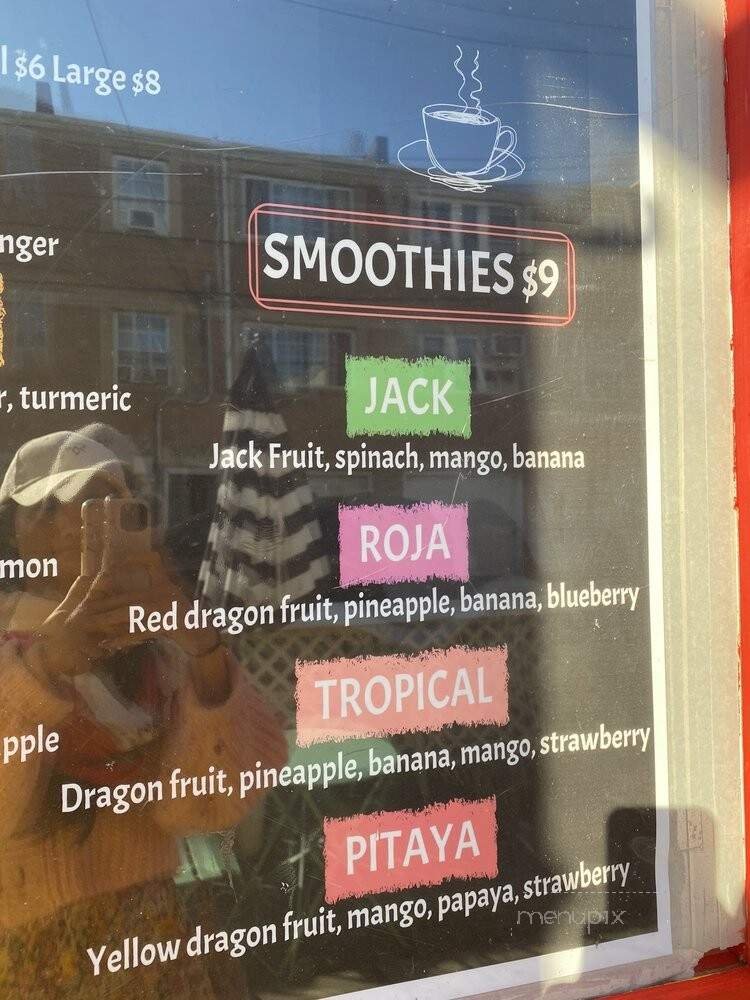 l $6 Large $8
SMOOTHIES $9
nger
JACK
r, turmeric
Jack Fruit, spinach, mango, banana
ROJA
mon
Red dragon fruit, pineapple, banana, blueberry
TROPICAL
pple
Dragon fruit, pineapple, banana, mango, strawberry
PITAYA
Yellow dragon fruit, mango, papaya, strawberry
menupix